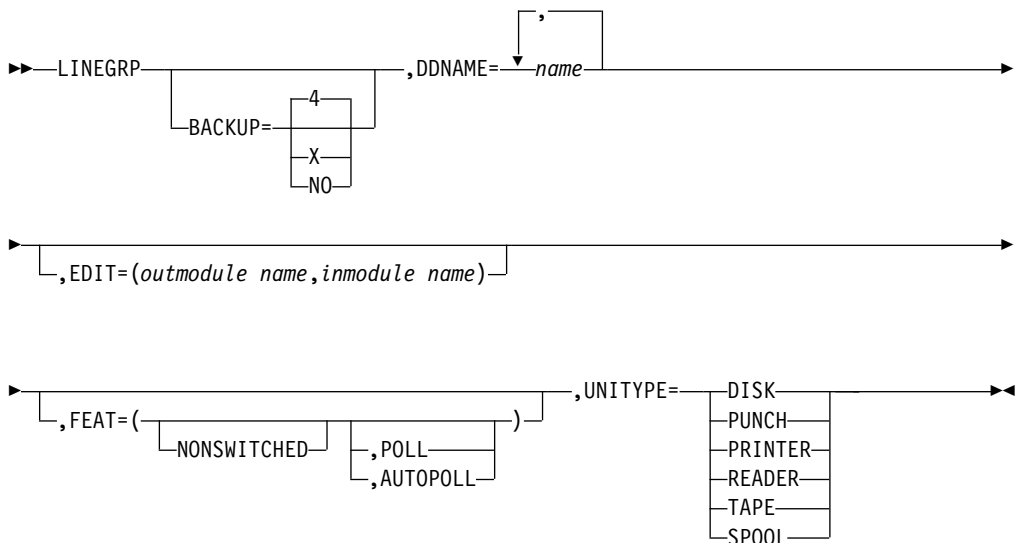 ,
LINEGRP ,DDNAME= name
4
BACKUP=
X
NO
,EDIT=(outmodule name,inmodule name)
,UNITYPE= DISK
,FEAT=( ) PUNCH
NONSWITCHED ,POLL PRINTER
,AUTOPOLL READER
TAPE
SPOOL